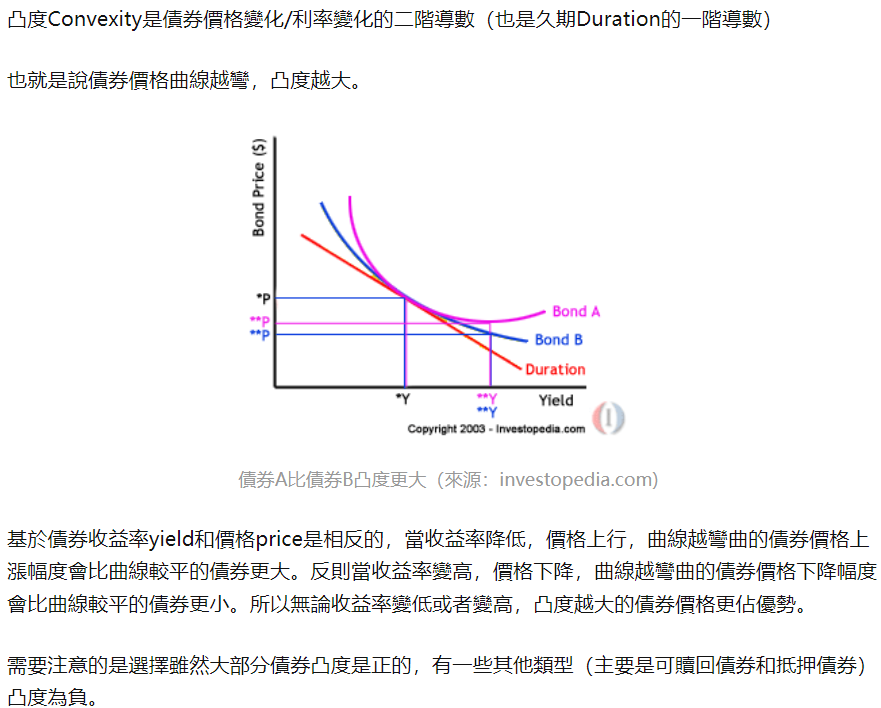 凸度Convexity是債券價格變化/利率變化的二階導數（也是久期Duration的一階導數）
也就是說債券價格曲線越彎，凸度越大。
Bond Price ($)
*P
**P
**P
Bond A
Bond B
Duration
*Y
**Y
**Y
Yield
Copyright 2003 - Investopedia.com
債券A比債券B凸度更大（來源：investopedia.com)
基於債券收益率yield和價格price是相反的，當收益率降低，價格上行，曲線越彎曲的債券價格上
漲幅度會比曲線較平的債券更大。反則當收益率變高，價格下降，曲線越彎曲的債券價格下降幅度
會比曲線較平的債券更小。所以無論收益率變低或者變高，凸度越大的債券價格更佔優勢。
需要注意的是選擇雖然大部分債券凸度是正的，有一些其他類型（主要是可贖回債券和抵押債券）
凸度為負。